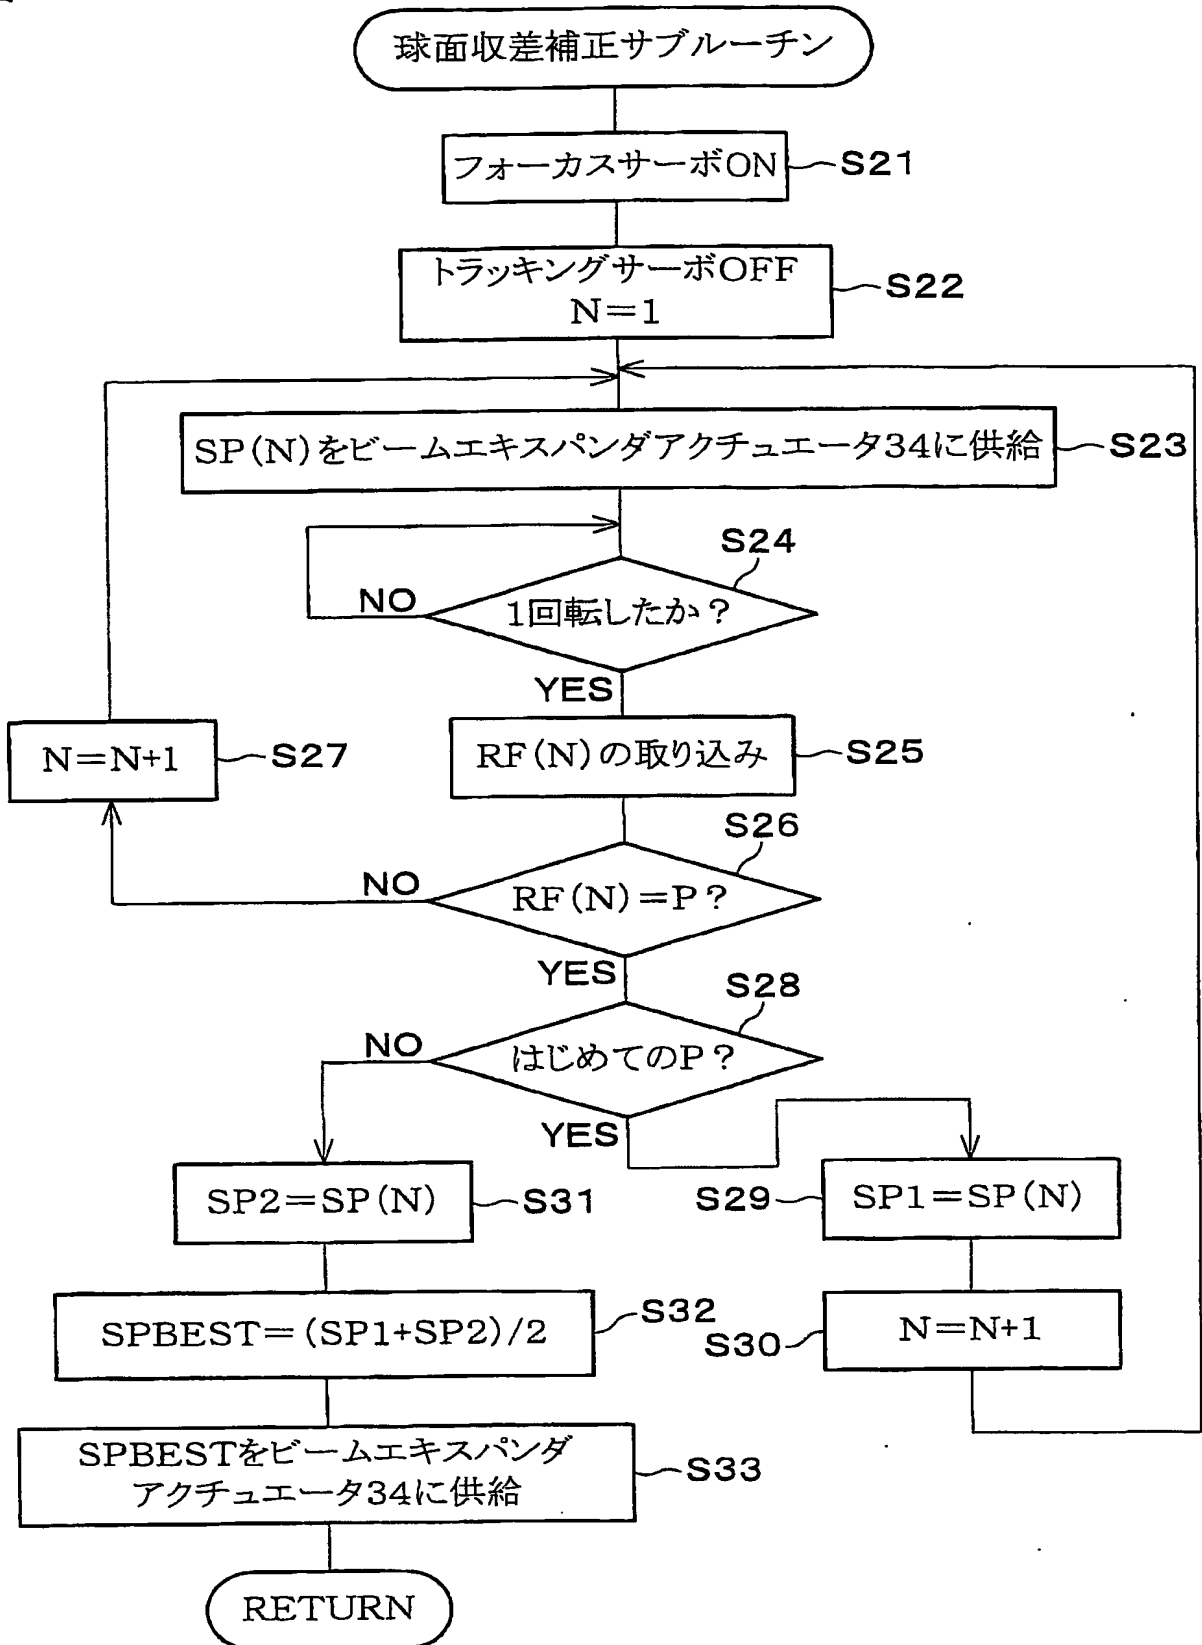 球面収差補正サブルーチン
フォーカスサーボON
S21
トラッキングサーボOFF
N=1
S22
SP(N)をビームエキスパンダアクチュエータ34に供給
S23
S24
NO
1回転したか?
YES
N=N+1
S27
RF(N)の取り込み
S25
S26
NO
RF(N)=P?
YES
S28
NO
はじめてのP?
YES
SP2=SP(N)
S31
S29
SP1=SP(N)
SPBEST=(SP1+SP2)/2
S32
S30
N=N+1
SPBESTをビームエキスパンダ
アクチュエータ34に供給
S33
RETURN